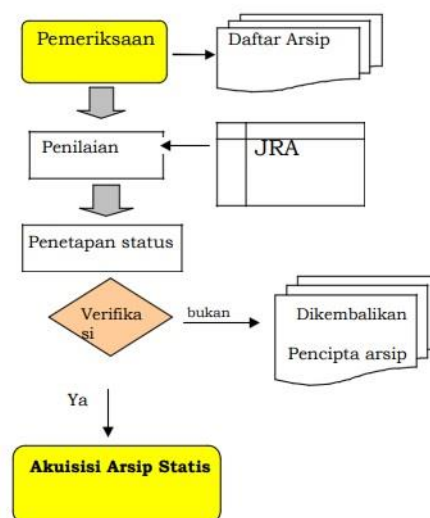 Pemeriksaan
Daftar Arsip
Penilaian
JRA
Penetapan status
Verifika
si
bukan
Dikembalikan
Pencipta arsip
Ya
Akuisisi Arsip Statis